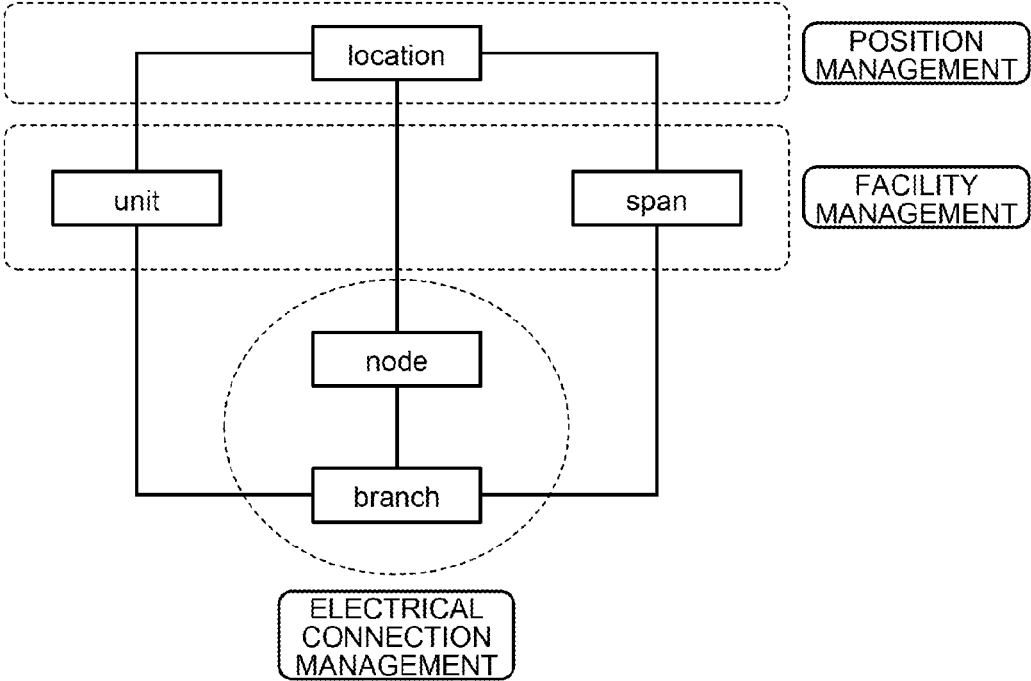 location
POSITION
MANAGEMENT
unit
span
FACILITY
MANAGEMENT
node
branch
ELECTRICAL
CONNECTION
MANAGEMENT